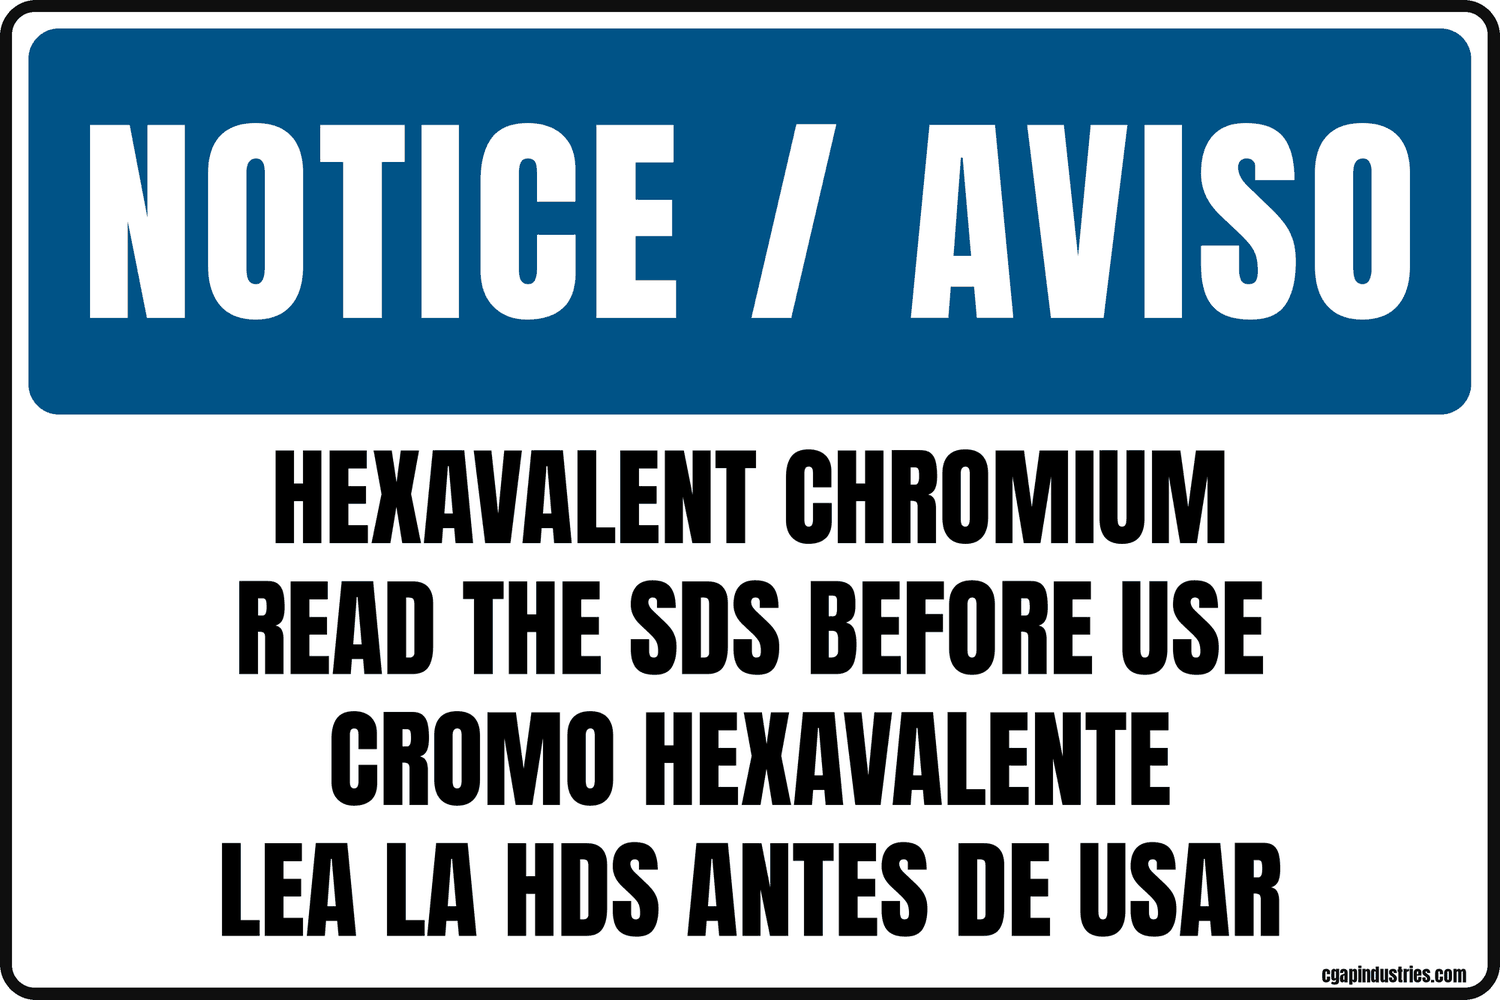 NOTICE / AVISO
HEXAVALENT CHROMIUM
READ THE SDS BEFORE USE
CROMO HEXAVALENTE
LEA LA HDS ANTES DE USAR
cgapindustries.com